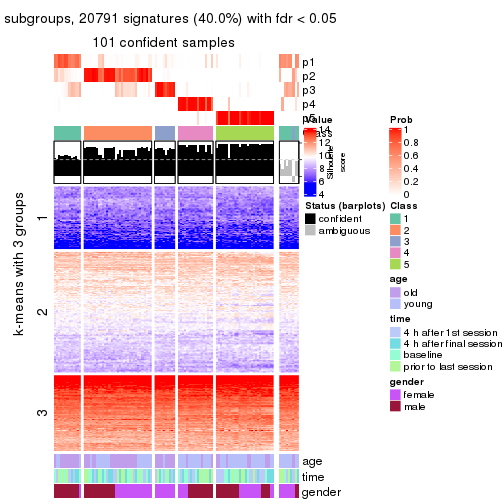 subgroups, 20791 signatures (40.0%) with fdr < 0.05
101 confident samples
p1
p2
p3
p4
p5
Value
14
12
10
8
6
4
Class
Silhouette
score
Prob
1
0.8
0.6
0.4
0.2
0
Status (barplots)
confident
ambiguous
Class
1
2
3
4
5
age
old
young
time
4 h after 1st session
4 h after final session
baseline
prior to last session
gender
female
male
k-means with 3 groups
1
2
3
age
time
gender